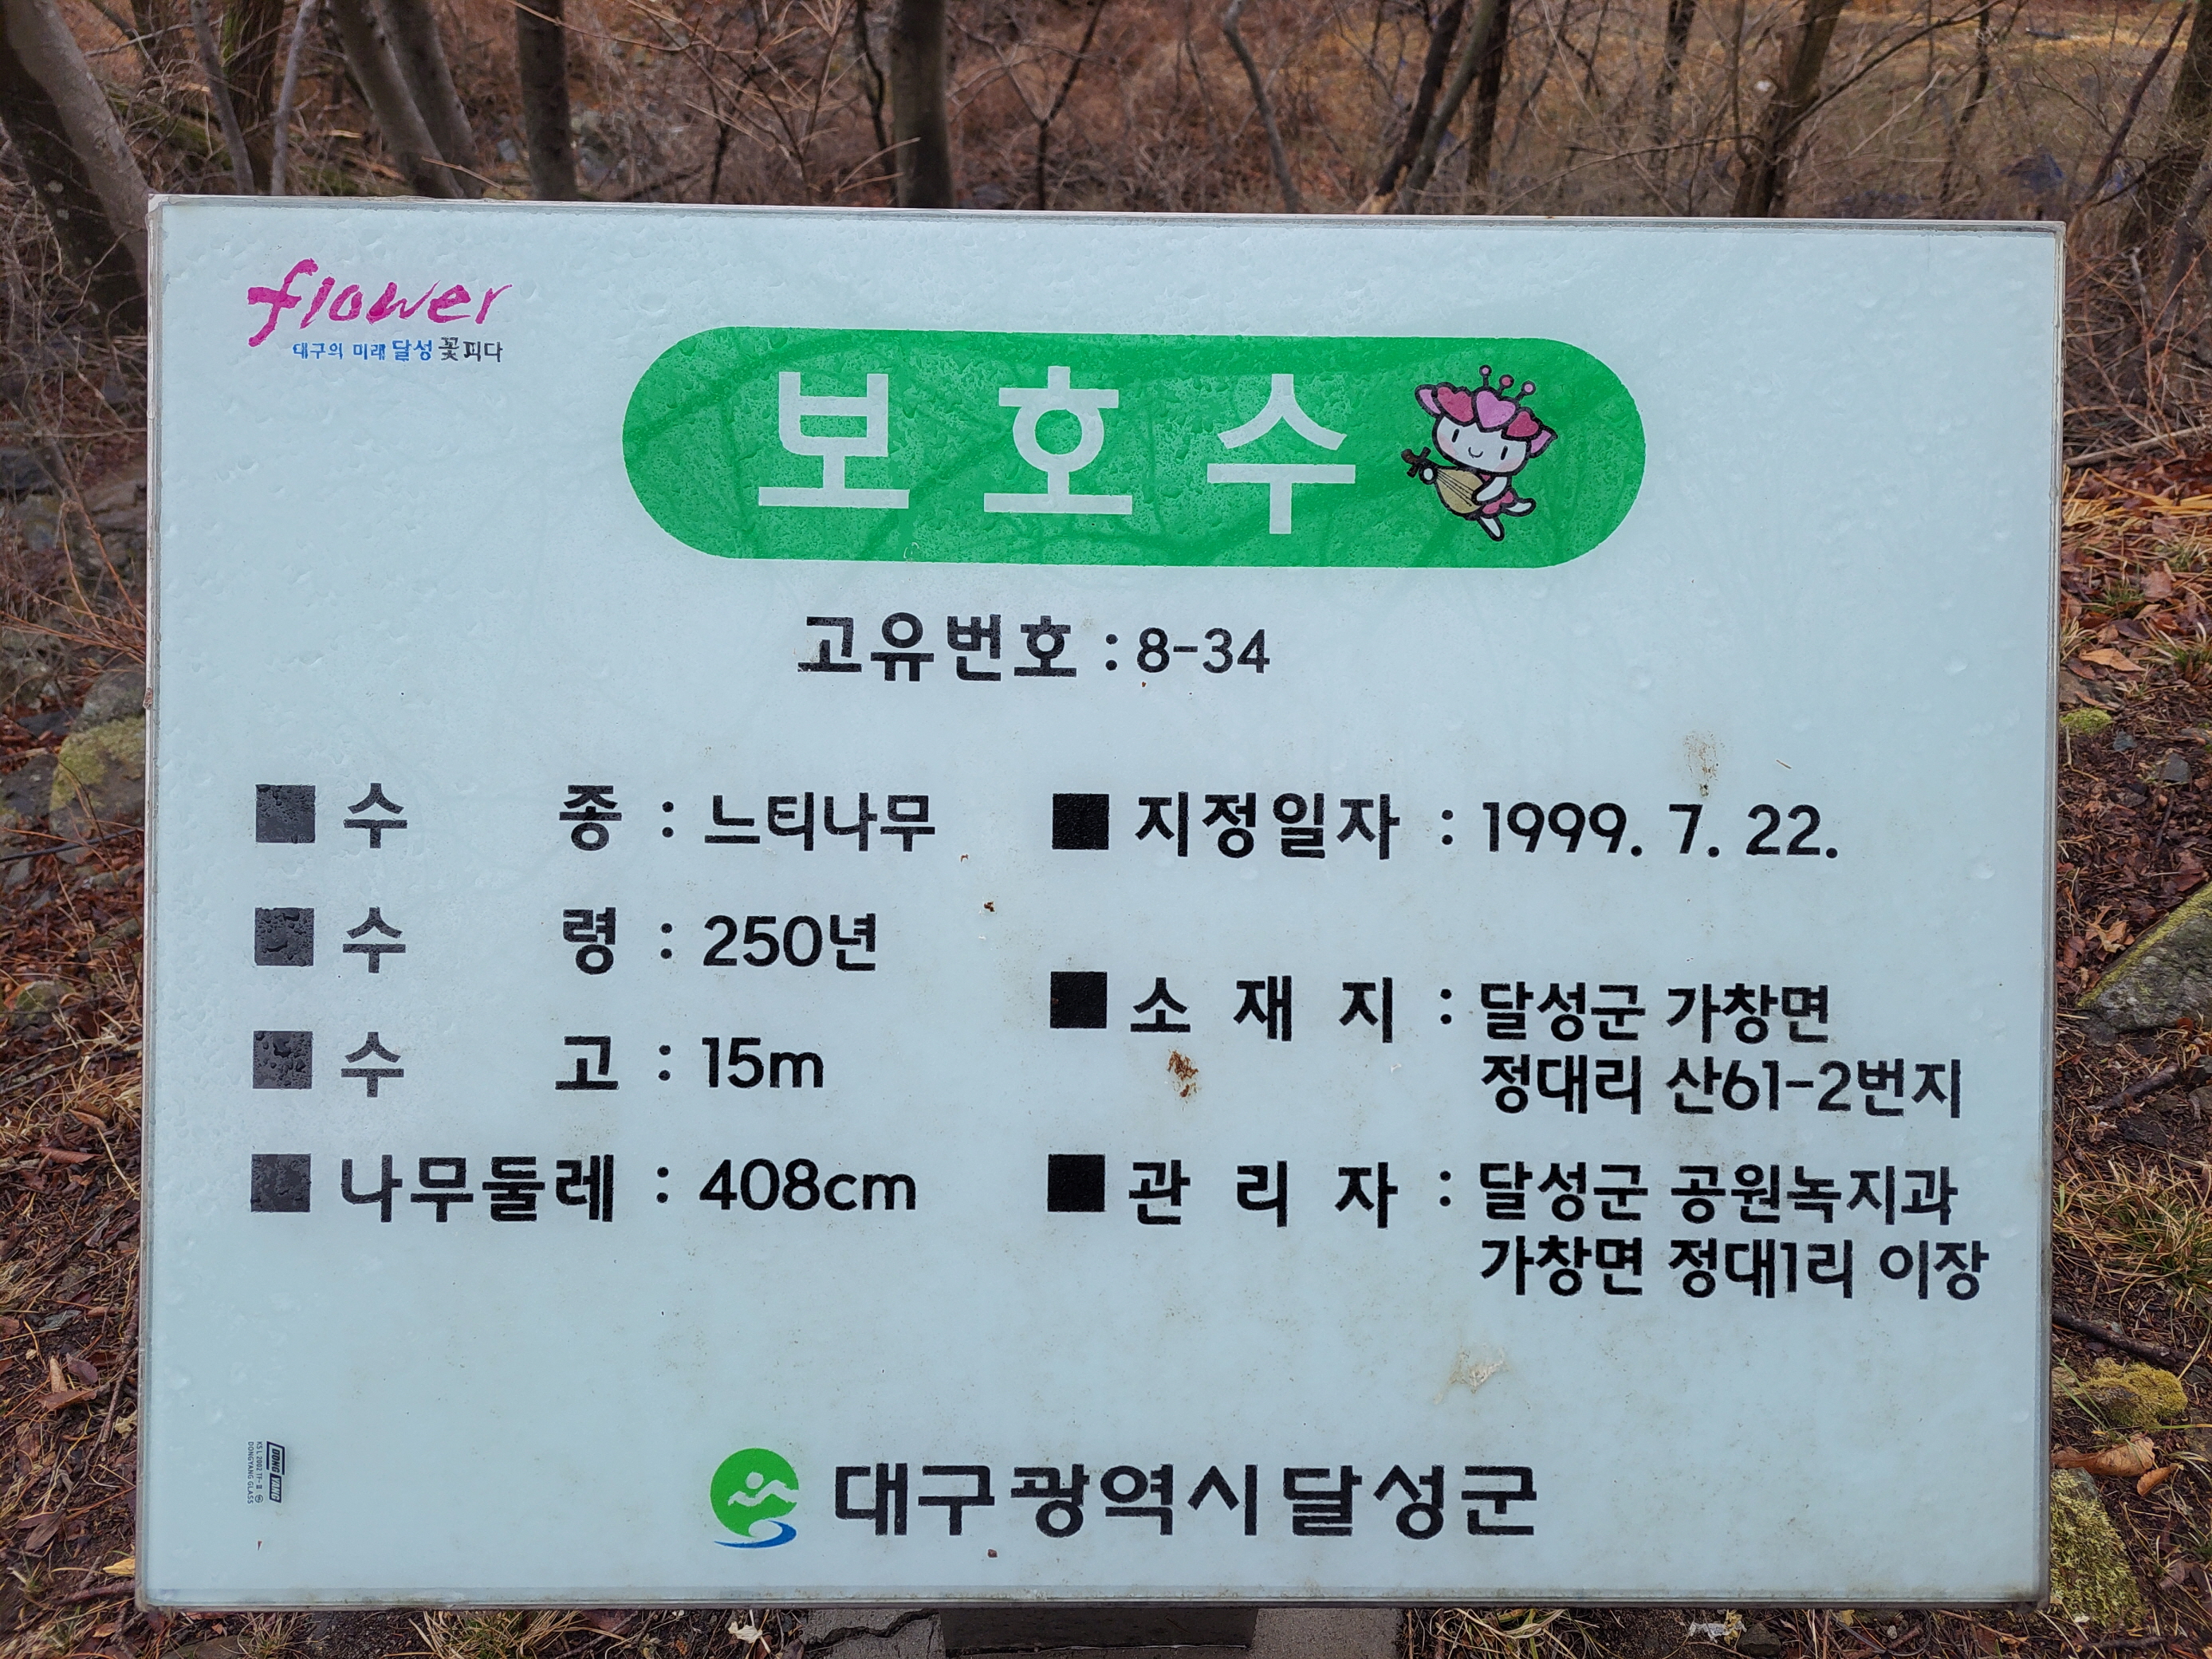 flower
대구의 미래 달성 꽃피다
보호수
고유번호 : 8-34
■ 수 종 : 느티나무
■ 수 령 : 250년
■ 수 고 : 15m
■ 나무둘레 : 408cm
■ 지정일자 : 1999. 7. 22.
■ 소 재 지 : 달성군 가창면
정대리 산61-2번지
■ 관 리 자 : 달성군 공원녹지과
가창면 정대1리 이장
DONG YANG
DONGYANG GLASS
대구광역시달성군